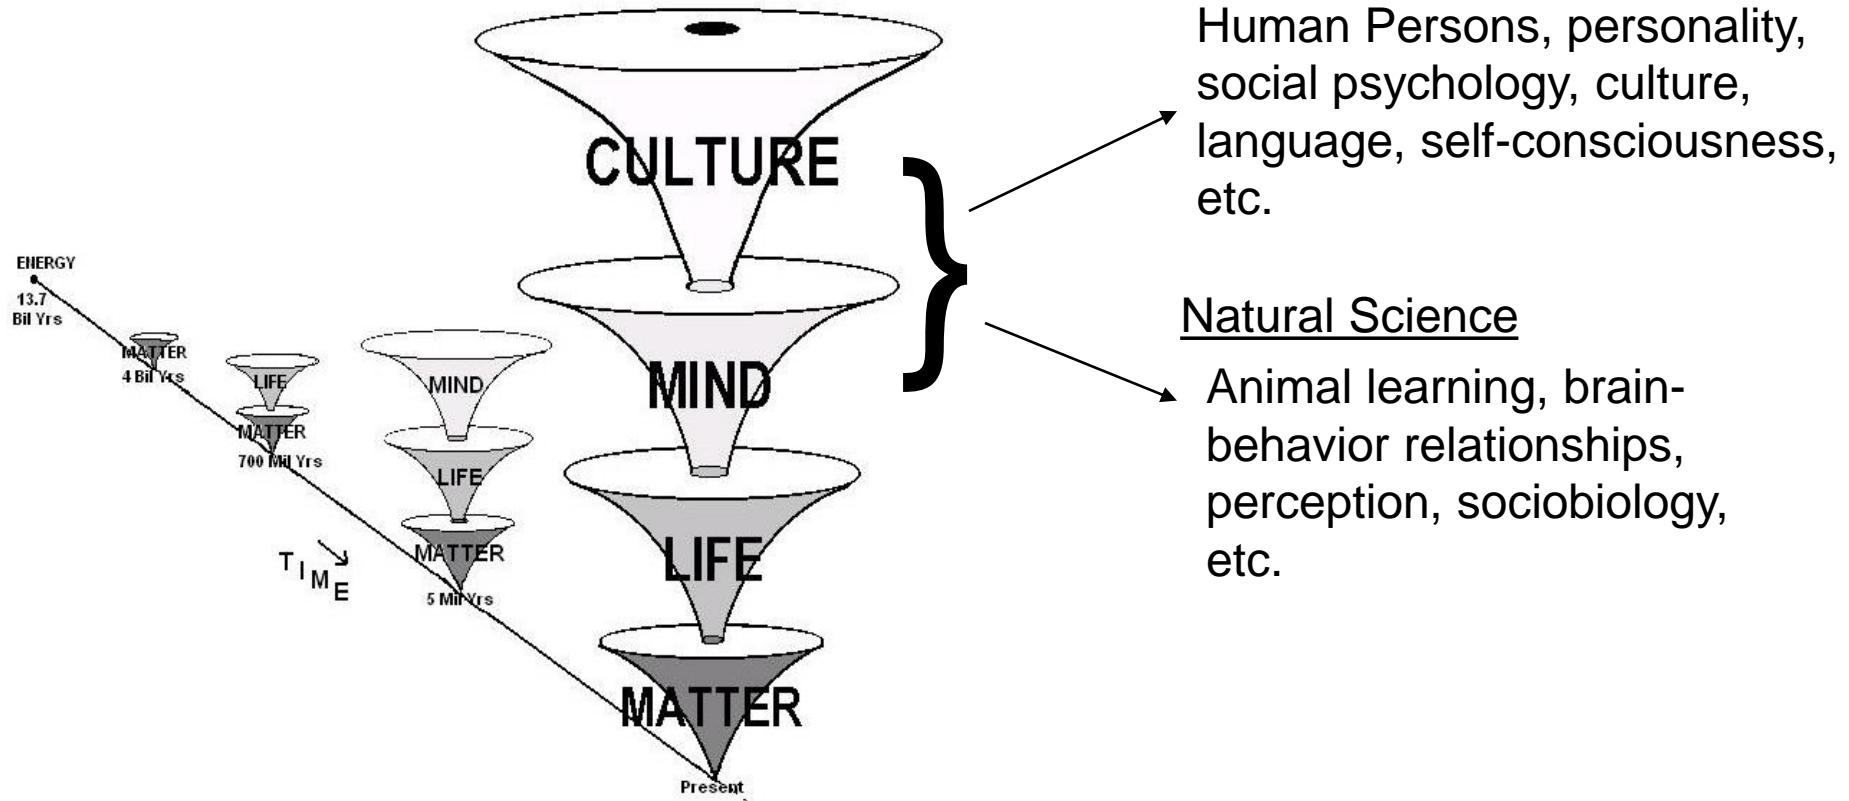 Human Persons, personality,
social psychology, culture,
language, self-consciousness,
etc.
CULTURE
ENERGY
13.7
Bil Yrs
Natural Science
MATTER
4 Bil Yrs
LIFE
MATTER
700 Mil Yrs
MIND
LIFE
MATTER
5 Mil Yrs
TIME
MIND
LIFE
MATTER
Present
Animal learning, brain-
behavior relationships,
perception, sociobiology,
etc.